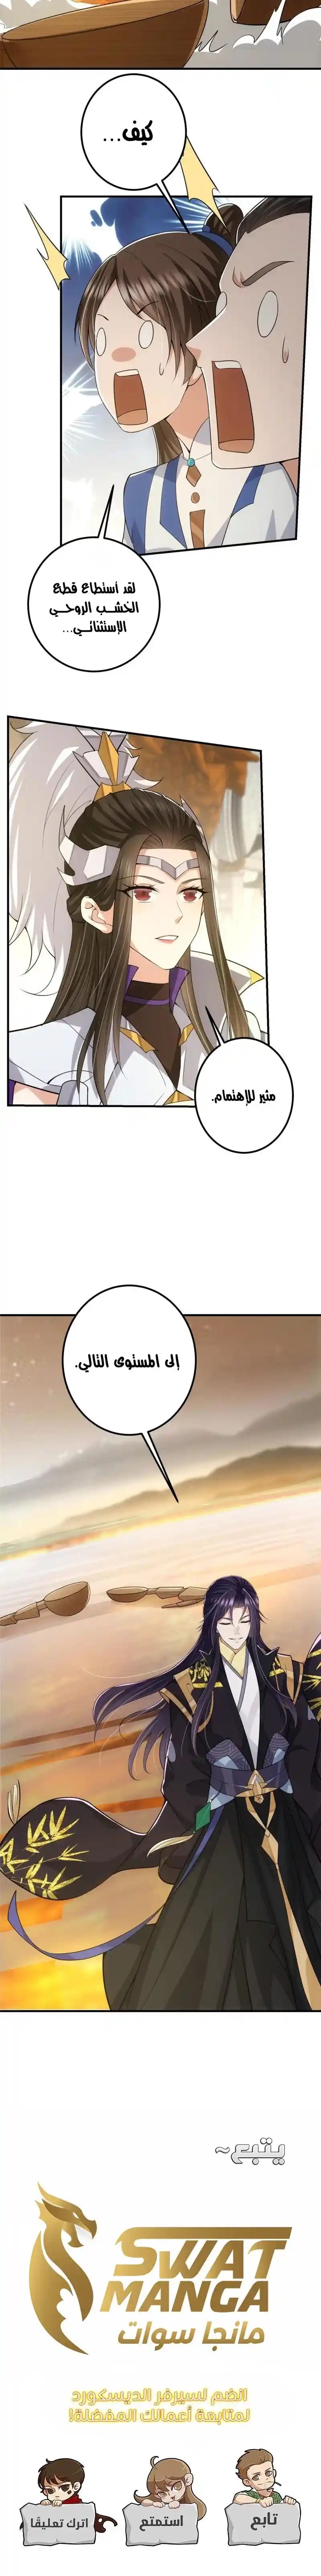 كيف...
لقد أستطاع قطع
الخشب الروحي
الإستثنائي...
مثير للإهتمام.
إلى المستوى التالي.
يتبع~
SWAT
MANGA
مانجا سوات
انضم لسيرفر الديسكورد
لمتابعة أعمالك المفضلة!
تابع
استمتع
اترك تعليقًا